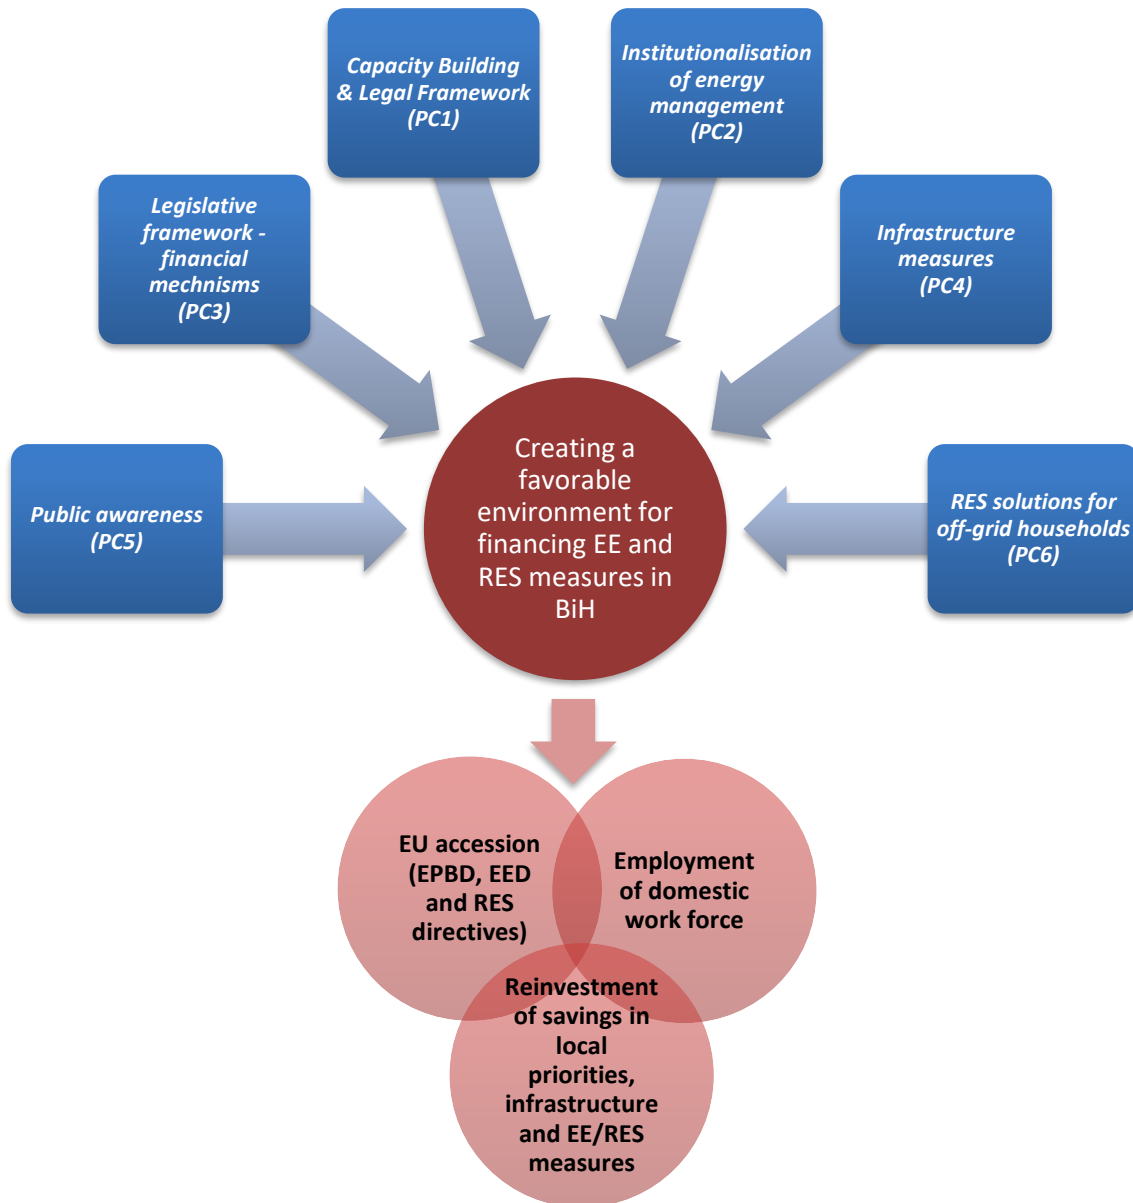 Capacity Building
& Legal Framework
(PC1)
Institutionalisation
of energy
management
(PC2)
Legislative
framework -
financial
mechnisms
(PC3)
Infrastructure
measures
(PC4)
Public awareness
(PC5)
RES solutions for
off-grid households
(PC6)
Creating a
favorable
environment for
financing EE and
RES measures in
BiH
EU accession
(EPBD, EED
and RES
directives)
Employment
of domestic
work force
Reinvestment
of savings in
local
priorities,
infrastructure
and EE/RES
measures